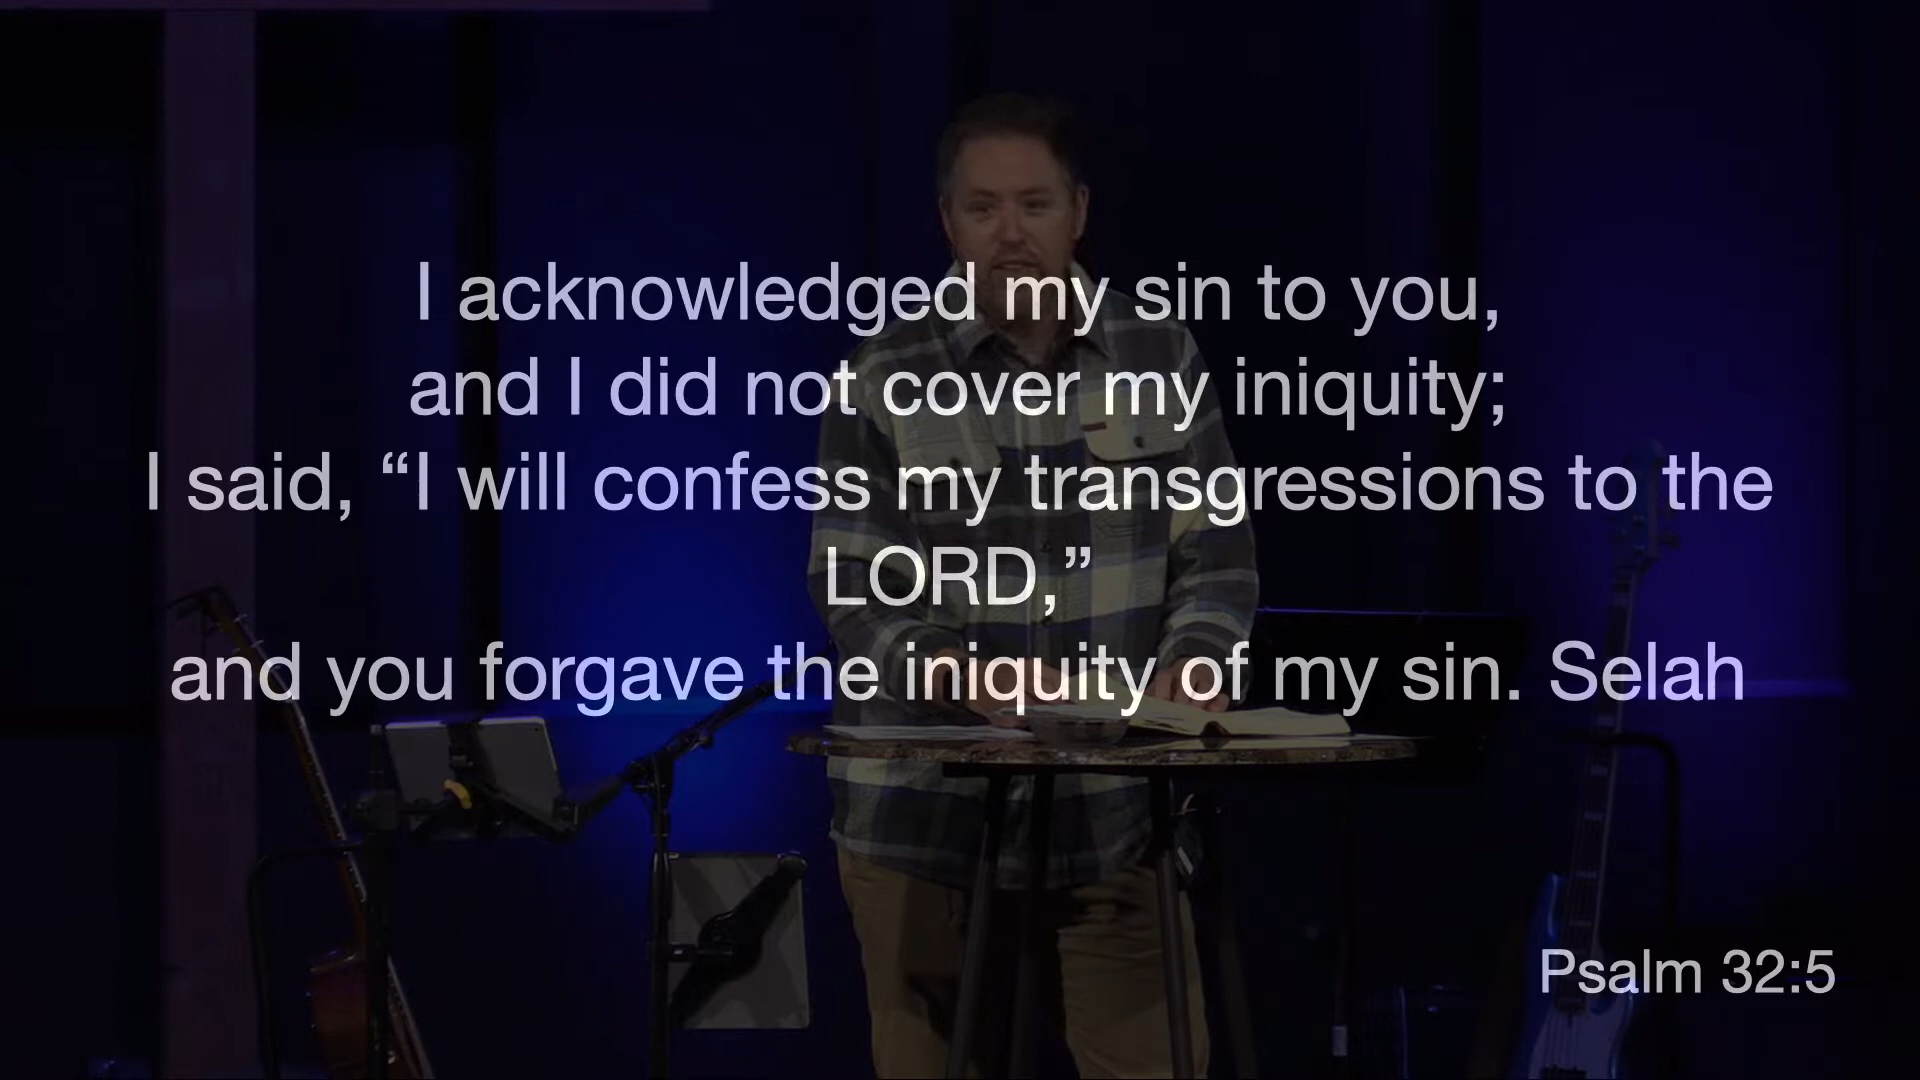 I acknowledged my sin to you,
and I did not cover my iniquity;
I said, “I will confess my transgressions to the
LORD,”
and you forgave the iniquity of my sin. Selah
Psalm 32:5